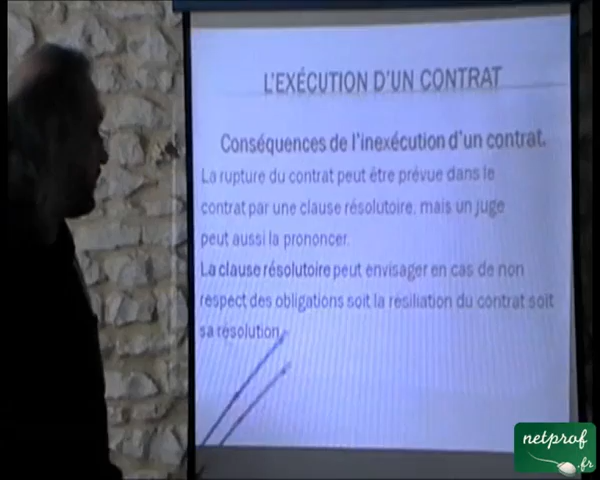 L'EXÉCUTION D'UN CONTRAT
Conséquences de l'inexécution d'un contrat.
La rupture du contrat peut être prévue dans le
contrat par une clause résolutoire, mais un juge
peut aussi la prononcer.
La clause résolutoire peut envisager en cas de non
respect des obligations soit la résiliation du contrat soit
sa résolution.
netprof
.fr